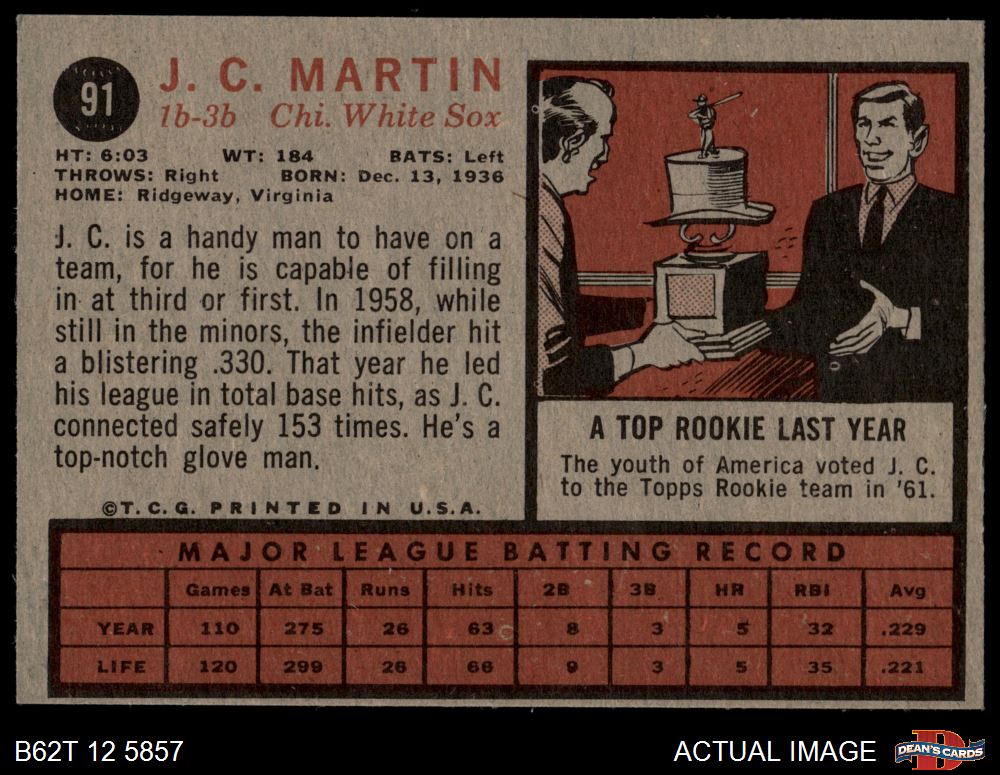 91
J. C. MARTIN
1b-3b Chi. White Sox
HT: 6:03 WT: 184 BATS: Left
THROWS: Right BORN: Dec. 13, 1936
HOME: Ridgeway, Virginia
J. C. is a handy man to have on a
team, for he is capable of filling
in at third or first. In 1958, while
still in the minors, the infielder hit
a blistering .330. That year he led
his league in total base hits, as J. C.
connected safely 153 times. He's a
top-notch glove man.
©T.C.G. PRINTED IN U.S.A.
A TOP ROOKIE LAST YEAR
The youth of America voted J. C.
to the Topps Rookie team in '61.
MAJOR LEAGUE BATTING RECORD
Games At Bat Runs Hits 2B 3B HR RBI Avg
YEAR 110 275 26 63 8 3 5 32 .229
LIFE 120 299 26 66 9 3 5 35 .221
B62T 12 5857
ACTUAL IMAGE
DEAN'S CARDS